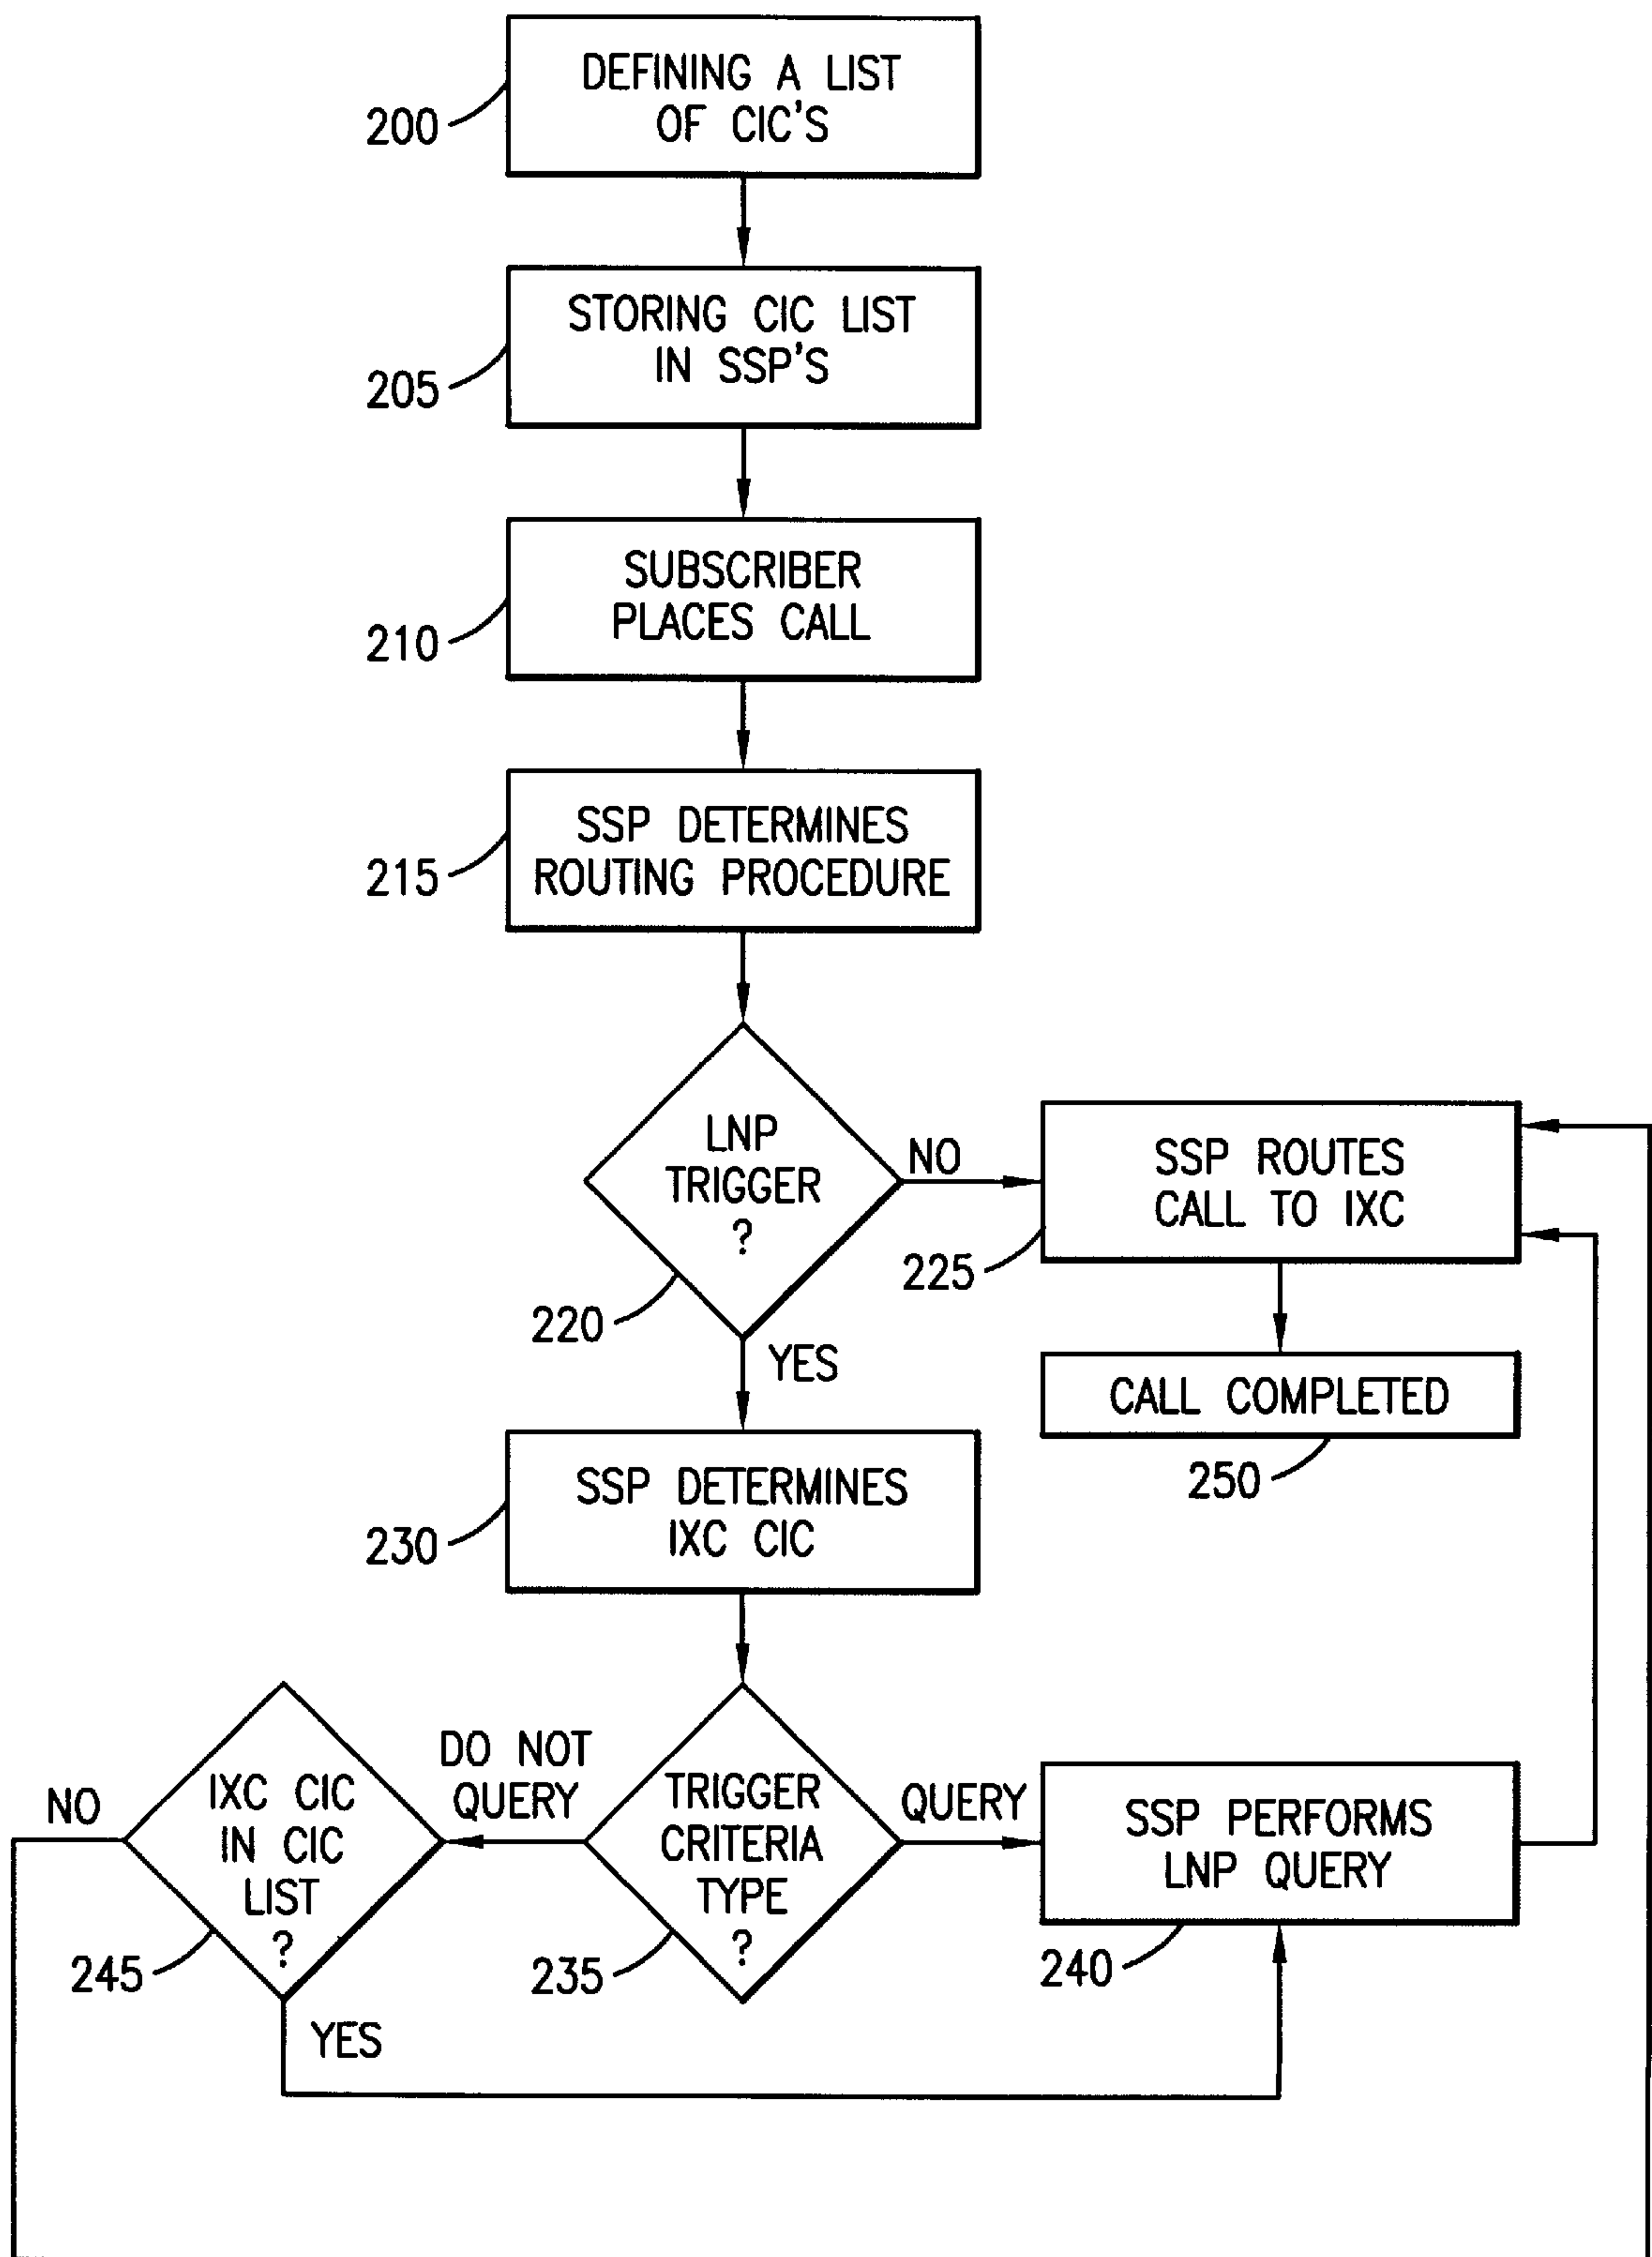 DEFINING A LIST
OF CIC'S
200
STORING CIC LIST
IN SSP'S
205
SUBSCRIBER
PLACES CALL
210
SSP DETERMINES
ROUTING PROCEDURE
215
LNP
TRIGGER
?
220
NO
SSP ROUTES
CALL TO IXC
225
YES
CALL COMPLETED
250
SSP DETERMINES
IXC CIC
230
NO
IXC CIC
IN CIC
LIST
?
245
DO NOT
QUERY
TRIGGER
CRITERIA
TYPE
?
235
QUERY
SSP PERFORMS
LNP QUERY
240
YES